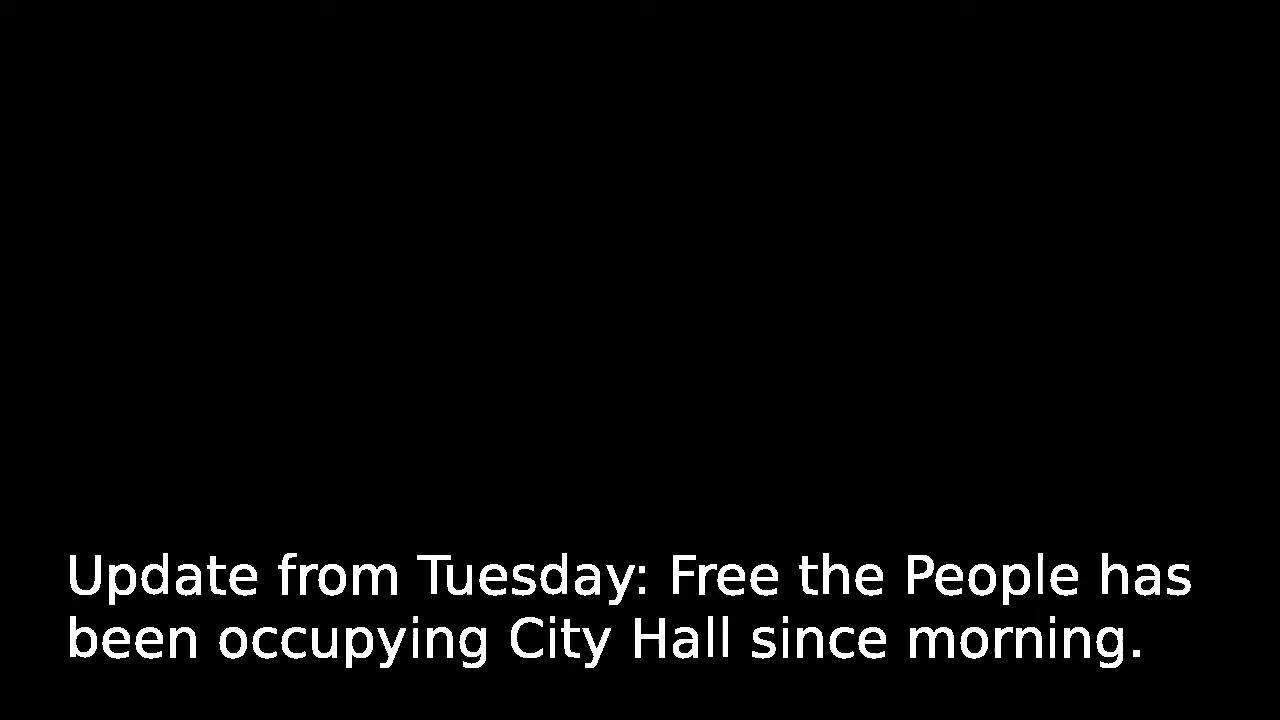 Update from Tuesday: Free the People has
been occupying City Hall since morning.